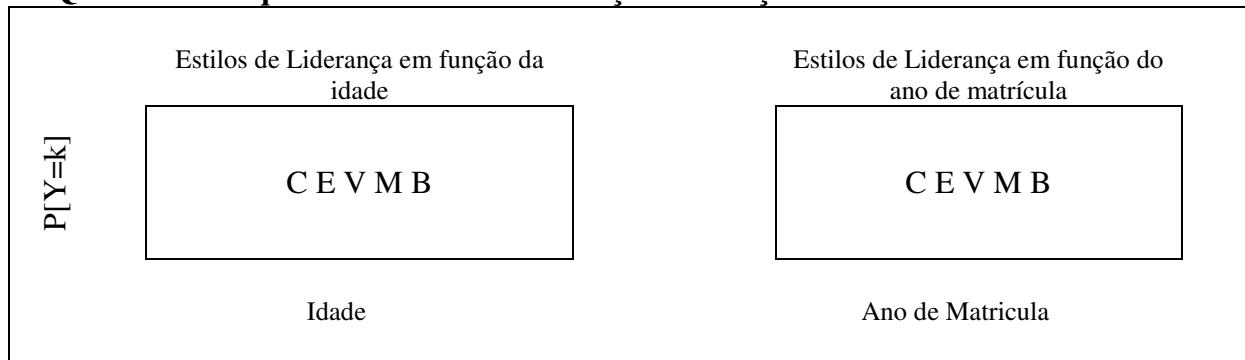 Estilos de Liderança em função da
idade
Estilos de Liderança em função do
ano de matrícula
P[Y=k]
C E V M B
C E V M B
Idade
Ano de Matricula